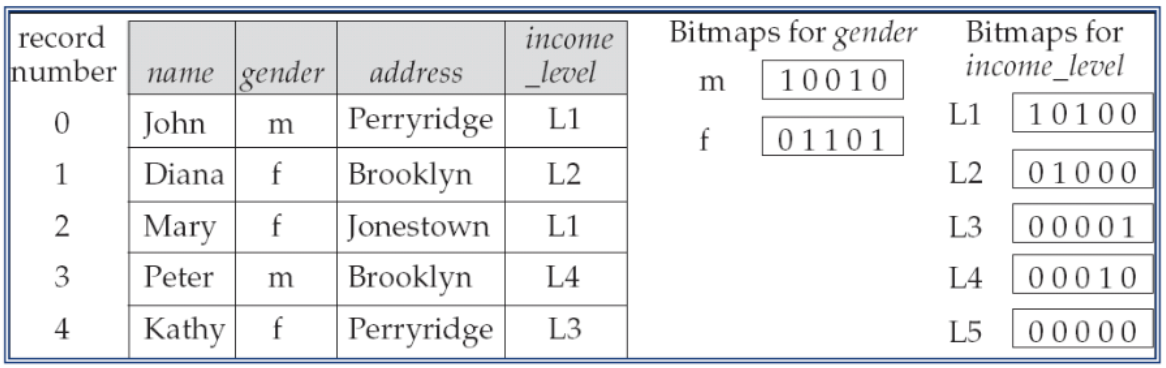 record number name gender address income _level
0 John m Perryridge L1
1 Diana f Brooklyn L2
2 Mary f Jonestown L1
3 Peter m Brooklyn L4
4 Kathy f Perryridge L3
Bitmaps for gender
m 10010
f 01101
Bitmaps for
income_level
L1 10100
L2 01000
L3 00001
L4 00010
L5 00000